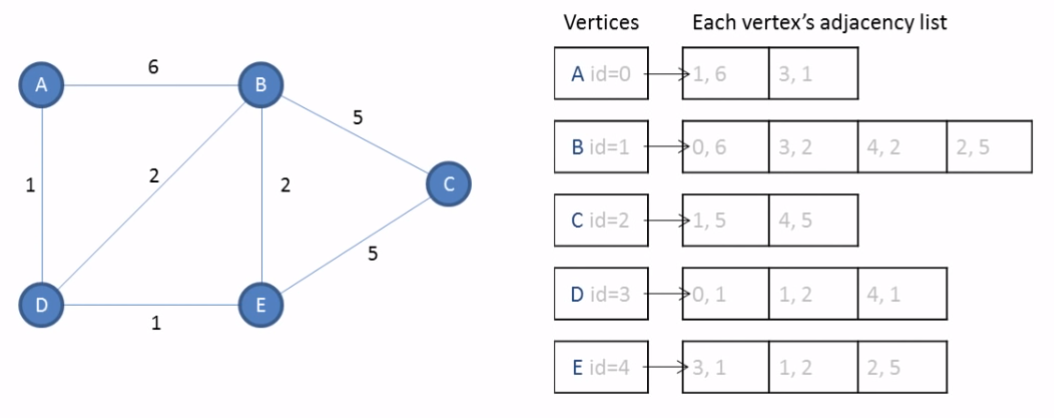 Vertices Each vertex's adjacency list
6
A
B
5
1
2
2
C
5
D
E
1
A id=0 1, 6 3, 1
B id=1 0, 6 3, 2 4, 2 2, 5
C id=2 1, 5 4, 5
D id=3 0, 1 1, 2 4, 1
E id=4 3, 1 1, 2 2, 5